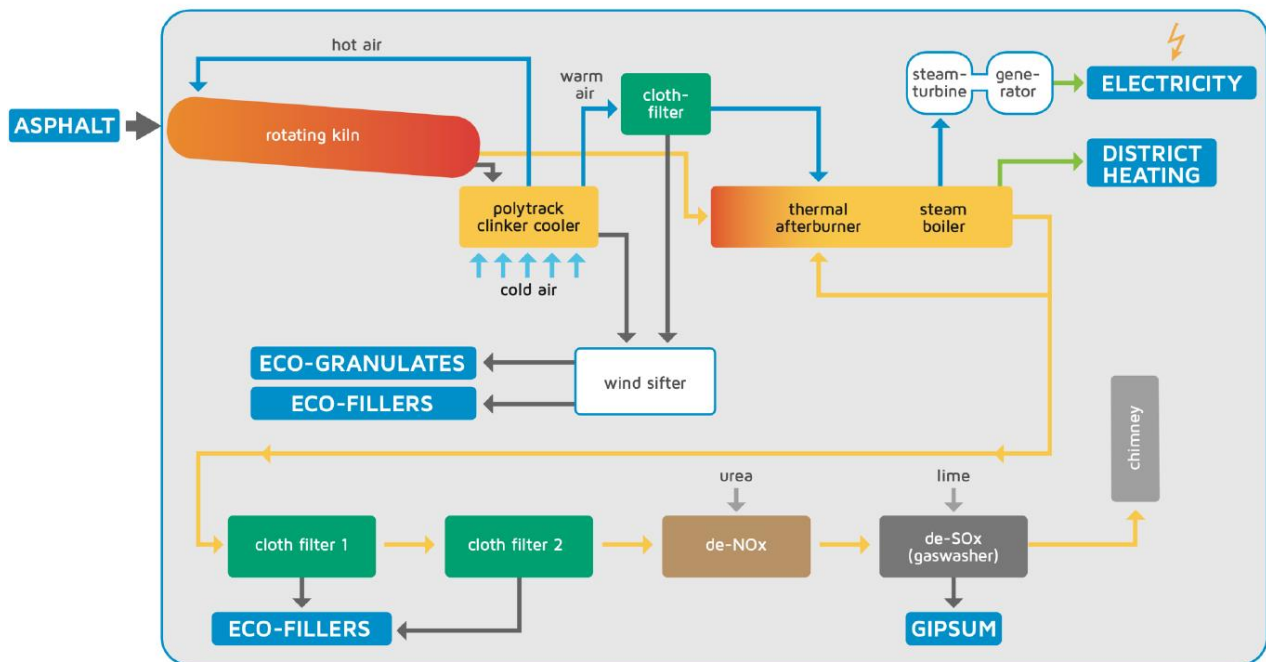 hot air
warm
air
cloth-
filter
steam-
turbine
gene-
rator
ELECTRICITY
ASPHALT
rotating kiln
DISTRICT
HEATING
polytrack
clinker cooler
thermal
afterburner
steam
boiler
cold air
ECO-GRANULATES
ECO-FILLERS
wind sifter
chimney
urea
lime
cloth filter 1
cloth filter 2
de-NOx
de-SOx
(gaswasher)
ECO-FILLERS
GIPSUM